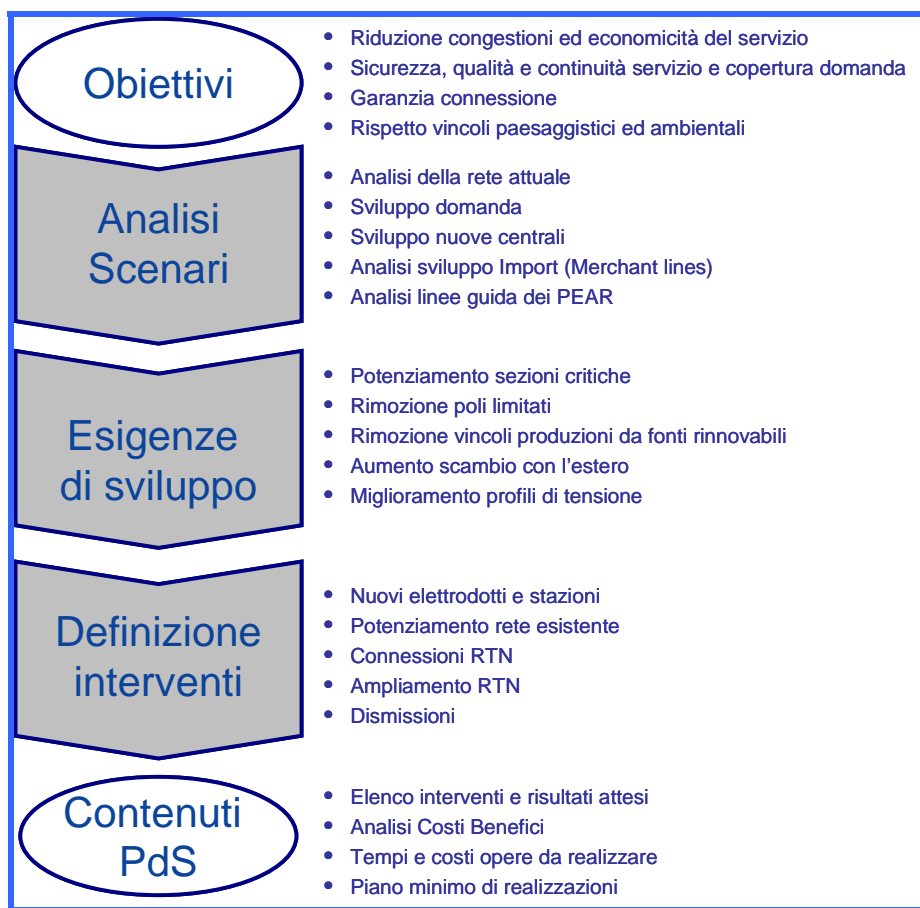 Obiettivi
• Riduzione congestioni ed economicità del servizio
• Sicurezza, qualità e continuità servizio e copertura domanda
• Garanzia connessione
• Rispetto vincoli paesaggistici ed ambientali
Analisi
Scenari
• Analisi della rete attuale
• Sviluppo domanda
• Sviluppo nuove centrali
• Analisi sviluppo Import (Merchant lines)
• Analisi linee guida dei PEAR
Esigenze
di sviluppo
• Potenziamento sezioni critiche
• Rimozione poli limitati
• Rimozione vincoli produzioni da fonti rinnovabili
• Aumento scambio con l'estero
• Miglioramento profili di tensione
Definizione
interventi
• Nuovi elettrodotti e stazioni
• Potenziamento rete esistente
• Connessioni RTN
• Ampliamento RTN
• Dismissioni
Contenuti
PdS
• Elenco interventi e risultati attesi
• Analisi Costi Benefici
• Tempi e costi opere da realizzare
• Piano minimo di realizzazioni